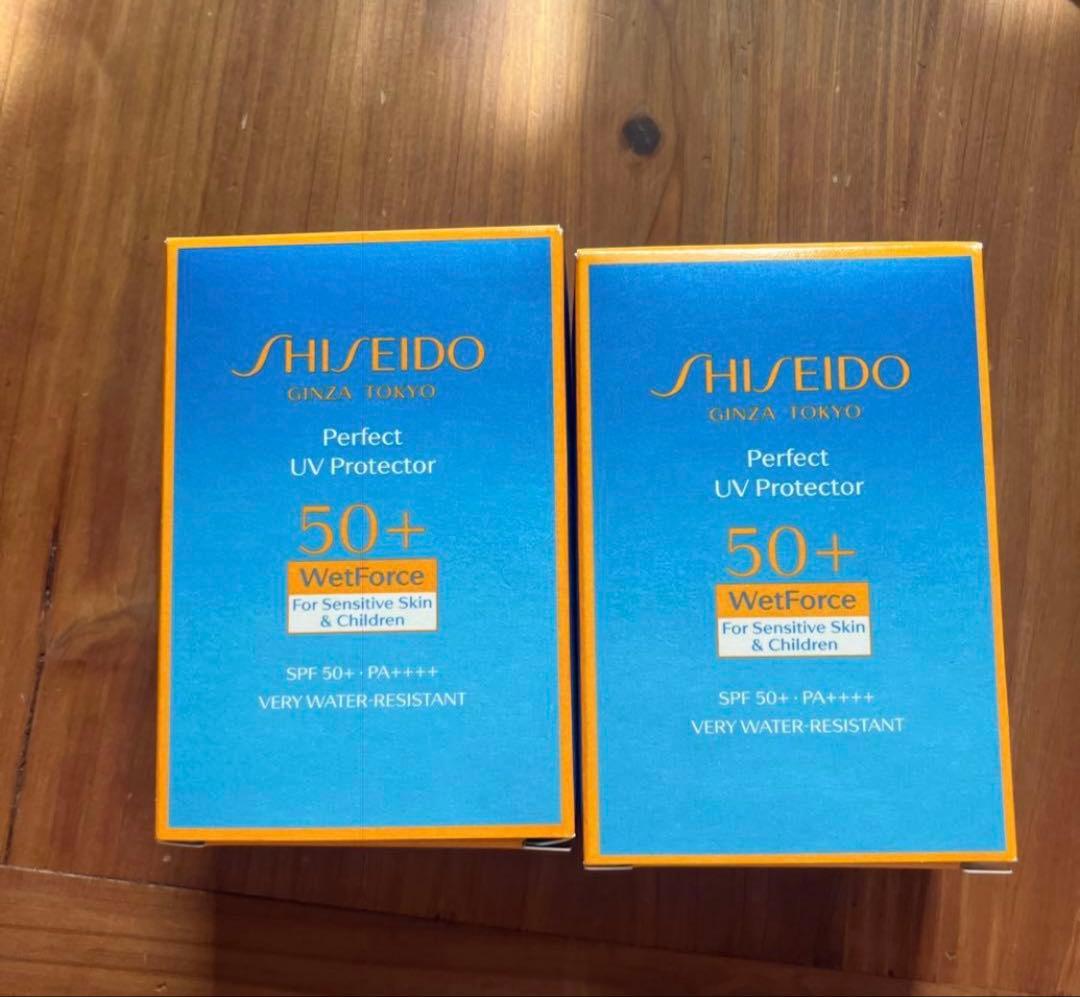 SHISEIDO
GINZA TOKYO
Perfect
UV Protector
50+
WetForce
For Sensitive Skin
& Children
SPF 50+・PA++++
VERY WATER-RESISTANT
SHISEIDO
GINZA TOKYO
Perfect
UV Protector
50+
WetForce
For Sensitive Skin
& Children
SPF 50+・PA++++
VERY WATER-RESISTANT